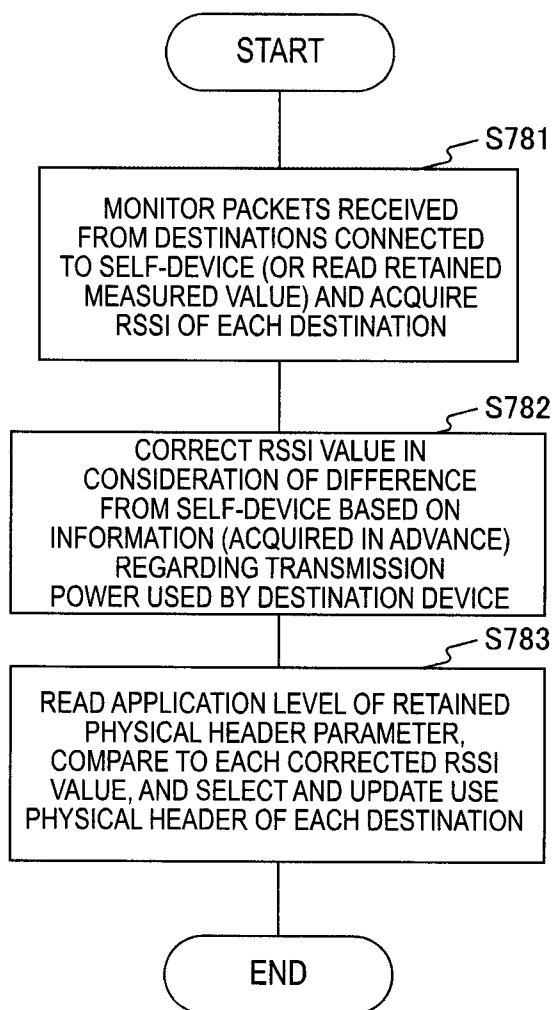 START
S781
MONITOR PACKETS RECEIVED
FROM DESTINATIONS CONNECTED
TO SELF-DEVICE (OR READ RETAINED
MEASURED VALUE) AND ACQUIRE
RSSI OF EACH DESTINATION
S782
CORRECT RSSI VALUE IN
CONSIDERATION OF DIFFERENCE
FROM SELF-DEVICE BASED ON
INFORMATION (ACQUIRED IN ADVANCE)
REGARDING TRANSMISSION
POWER USED BY DESTINATION DEVICE
S783
READ APPLICATION LEVEL OF RETAINED
PHYSICAL HEADER PARAMETER,
COMPARE TO EACH CORRECTED RSSI
VALUE, AND SELECT AND UPDATE USE
PHYSICAL HEADER OF EACH DESTINATION
END